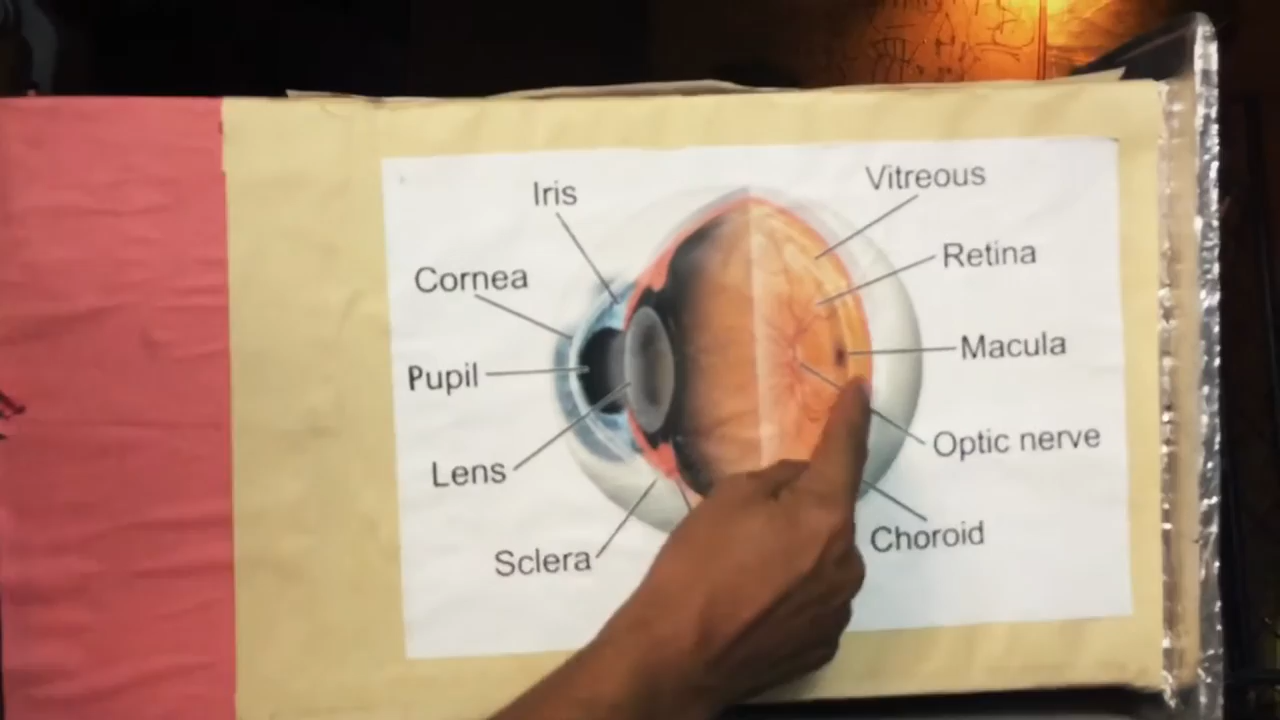 Iris
Vitreous
Cornea
Retina
Pupil
Macula
Lens
Optic nerve
Sclera
Choroid